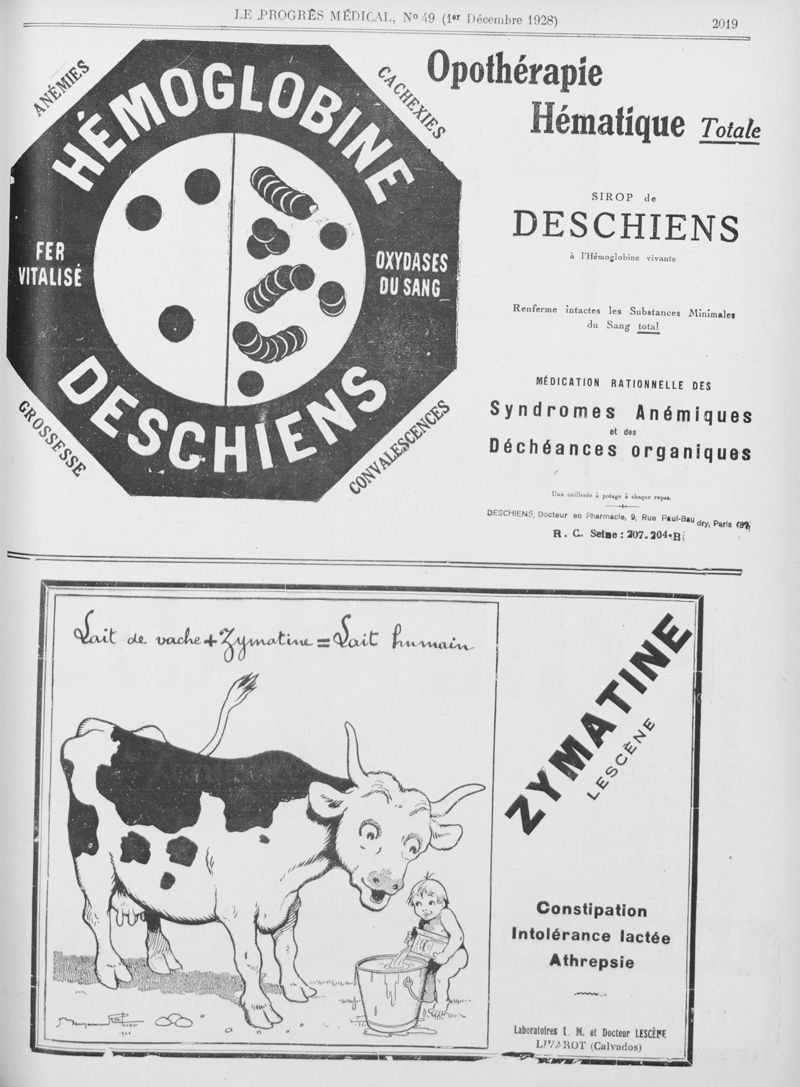 LE PROGRÈS MÉDICAL, Nº 49 (1er Décembre 1928)
2019
ANÉMIES
CACHEXIES
HÉMOGLOBINE
FER
VITALISÉ
OXYDASES
DU SANG
DESCHIENS
GROSSESSE
CONVALESCENCES
Opothérapie
Hématique Totale
SIROP de
DESCHIENS
à l'Hémoglobine vivante
Renferme intactes les Substances Minimales
du Sang total
MÉDICATION RATIONNELLE DES
Syndromes Anémiques
et des
Déchéances organiques
Une cuillerée à potage à chaque repas.
DESCHIENS, Docteur en Pharmacie, 9, Rue Paul-Baudry, Paris (8e)
R. C. Seine : 207.204-B
Lait de vache + Zymatine = Lait humain
ZYMATINE
LESCÈNE
Constipation
Intolérance lactée
Athrepsie
Laboratoires L. M. et Docteur LESCÈNE
LIVAROT (Calvados)